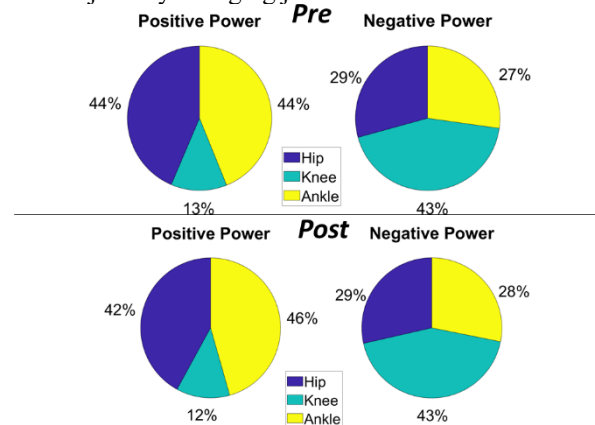 Pre
Positive Power Negative Power
44% 44% 13%
29% 27% 43%
Hip
Knee
Ankle
Post
Positive Power Negative Power
42% 46% 12%
29% 28% 43%
Hip
Knee
Ankle